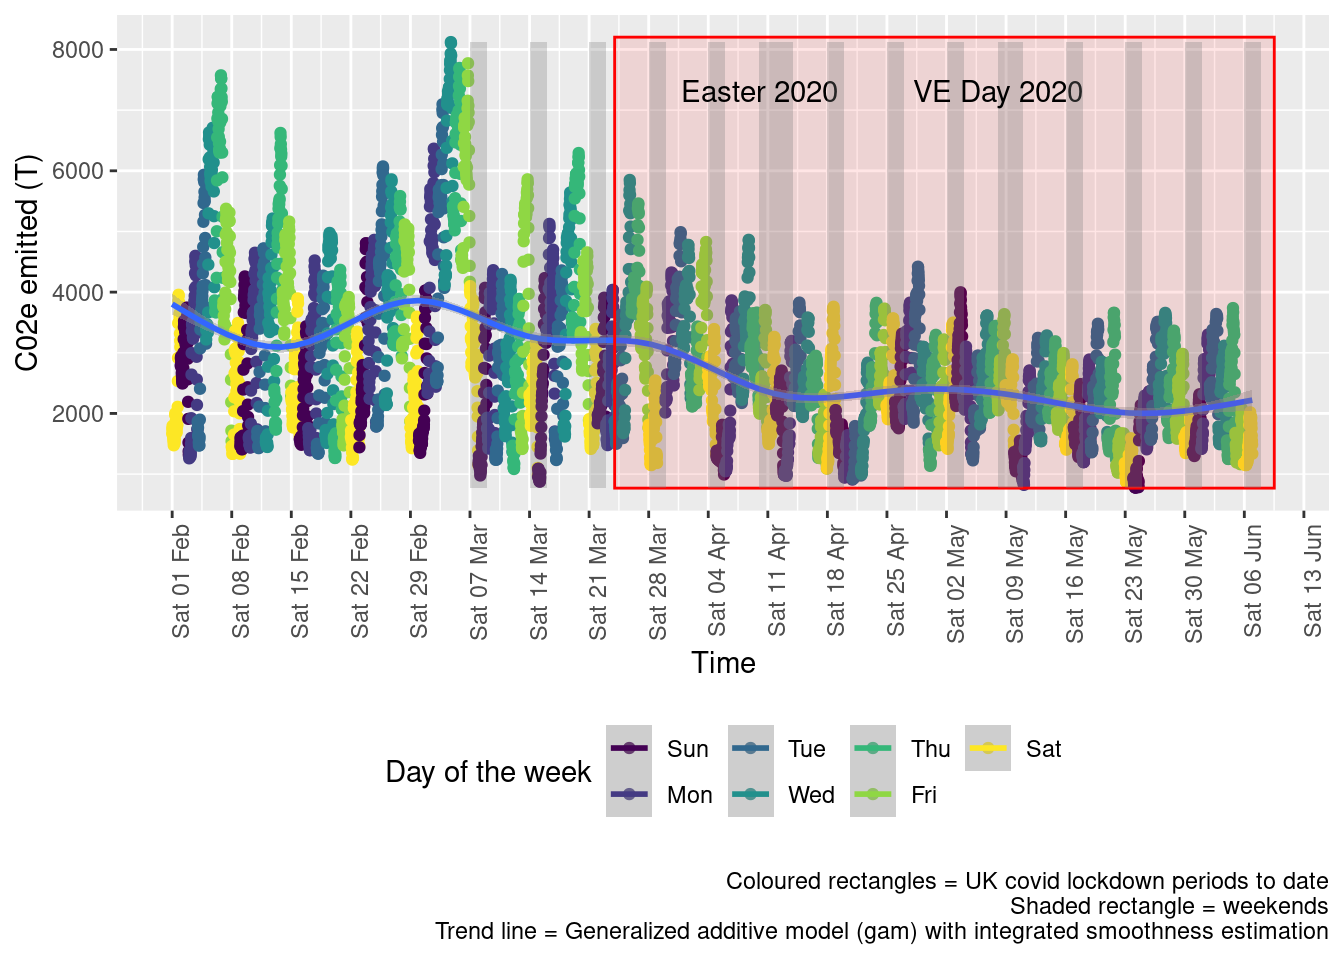 8000
6000
4000
2000
C02e emitted (T)
Easter 2020
VE Day 2020
Sat 01 Feb
Sat 08 Feb
Sat 15 Feb
Sat 22 Feb
Sat 29 Feb
Sat 07 Mar
Sat 14 Mar
Sat 21 Mar
Sat 28 Mar
Sat 04 Apr
Sat 11 Apr
Sat 18 Apr
Sat 25 Apr
Sat 02 May
Sat 09 May
Sat 16 May
Sat 23 May
Sat 30 May
Sat 06 Jun
Sat 13 Jun
Time
Day of the week
Sun
Tue
Thu
Sat
Mon
Wed
Fri
Coloured rectangles = UK covid lockdown periods to date
Shaded rectangle = weekends
Trend line = Generalized additive model (gam) with integrated smoothness estimation